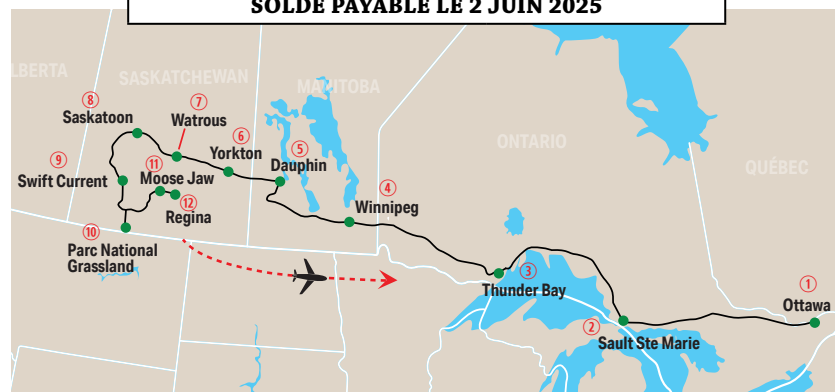 SOLDE PAYABLE LE 2 JUIN 2025
LBERTA
SASKATCHEWAN
MANITOBA
ONTARIO
QUÉBEC
8
Saskatoon
7
Watrous
6
Yorkton
5
Dauphin
9
Swift Current
11
Moose Jaw
12
Regina
4
Winnipeg
10
Parc National
Grassland
3
Thunder Bay
2
Sault Ste Marie
1
Ottawa